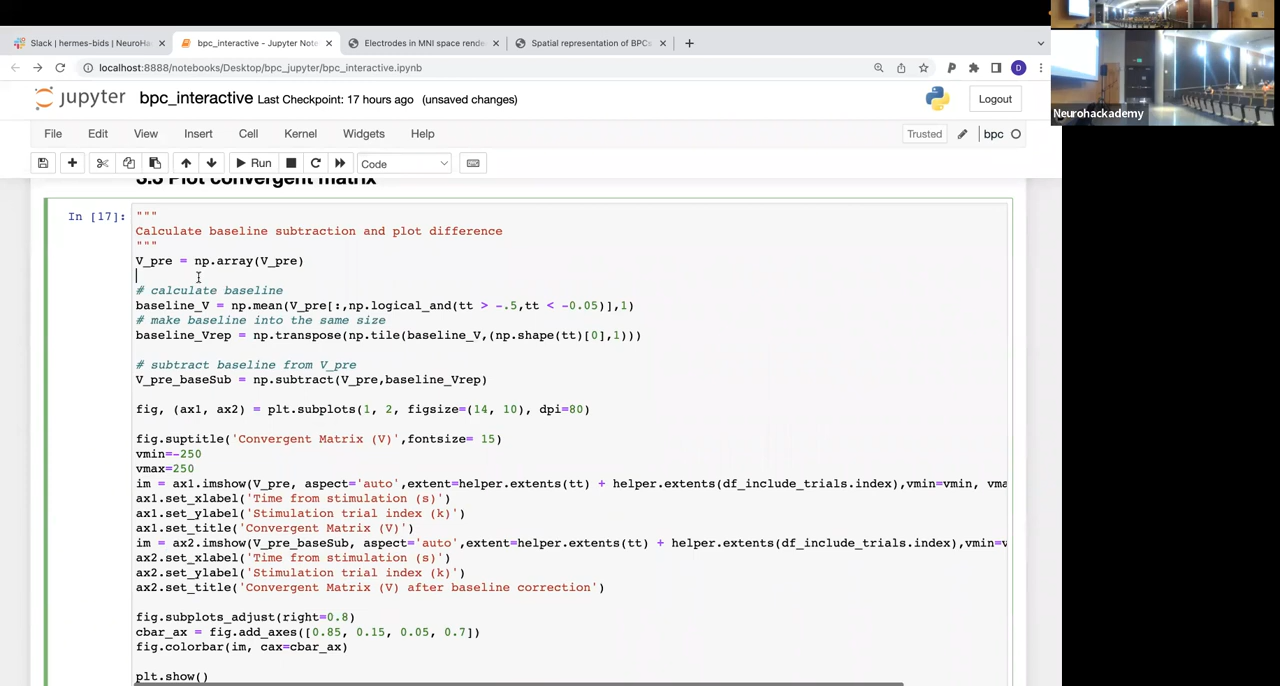 Slack | hermes-bids | NeuroHa
bpc_interactive - Jupyter Note
Electrodes in MNI space rende
Spatial representation of BPCs
localhost:8888/notebooks/Desktop/bpc_jupyter/bpc_interactive.ipynb
D
jupyter bpc_interactive Last Checkpoint: 17 hours ago (unsaved changes)
Logout
File Edit View Insert Cell Kernel Widgets Help
Trusted
bpc
Run
Code
Neurohackademy
3.3 Plot convergent matrix
In [17]:
"""
Calculate baseline subtraction and plot difference
"""
V_pre = np.array(V_pre)
# calculate baseline
baseline_V = np.mean(V_pre[:,np.logical_and(tt > -.5,tt < -0.05)],1)
# make baseline into the same size
baseline_Vrep = np.transpose(np.tile(baseline_V,(np.shape(tt)[0],1)))
# subtract baseline from V_pre
V_pre_baseSub = np.subtract(V_pre,baseline_Vrep)
fig, (ax1, ax2) = plt.subplots(1, 2, figsize=(14, 10), dpi=80)
fig.suptitle('Convergent Matrix (V)',fontsize= 15)
vmin=-250
vmax=250
im = ax1.imshow(V_pre, aspect='auto',extent=helper.extents(tt) + helper.extents(df_include_trials.index),vmin=vmin, vma
ax1.set_xlabel('Time from stimulation (s)')
ax1.set_ylabel('Stimulation trial index (k)')
ax1.set_title('Convergent Matrix (V)')
im = ax2.imshow(V_pre_baseSub, aspect='auto',extent=helper.extents(tt) + helper.extents(df_include_trials.index),vmin=v
ax2.set_xlabel('Time from stimulation (s)')
ax2.set_ylabel('Stimulation trial index (k)')
ax2.set_title('Convergent Matrix (V) after baseline correction')
fig.subplots_adjust(right=0.8)
cbar_ax = fig.add_axes([0.85, 0.15, 0.05, 0.7])
fig.colorbar(im, cax=cbar_ax)
plt.show()